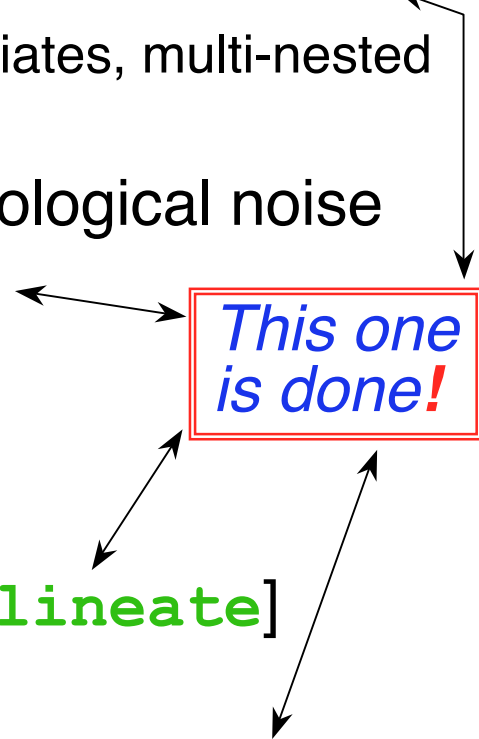 iates, multi-nested
ological noise
This one
is done!
lineate]